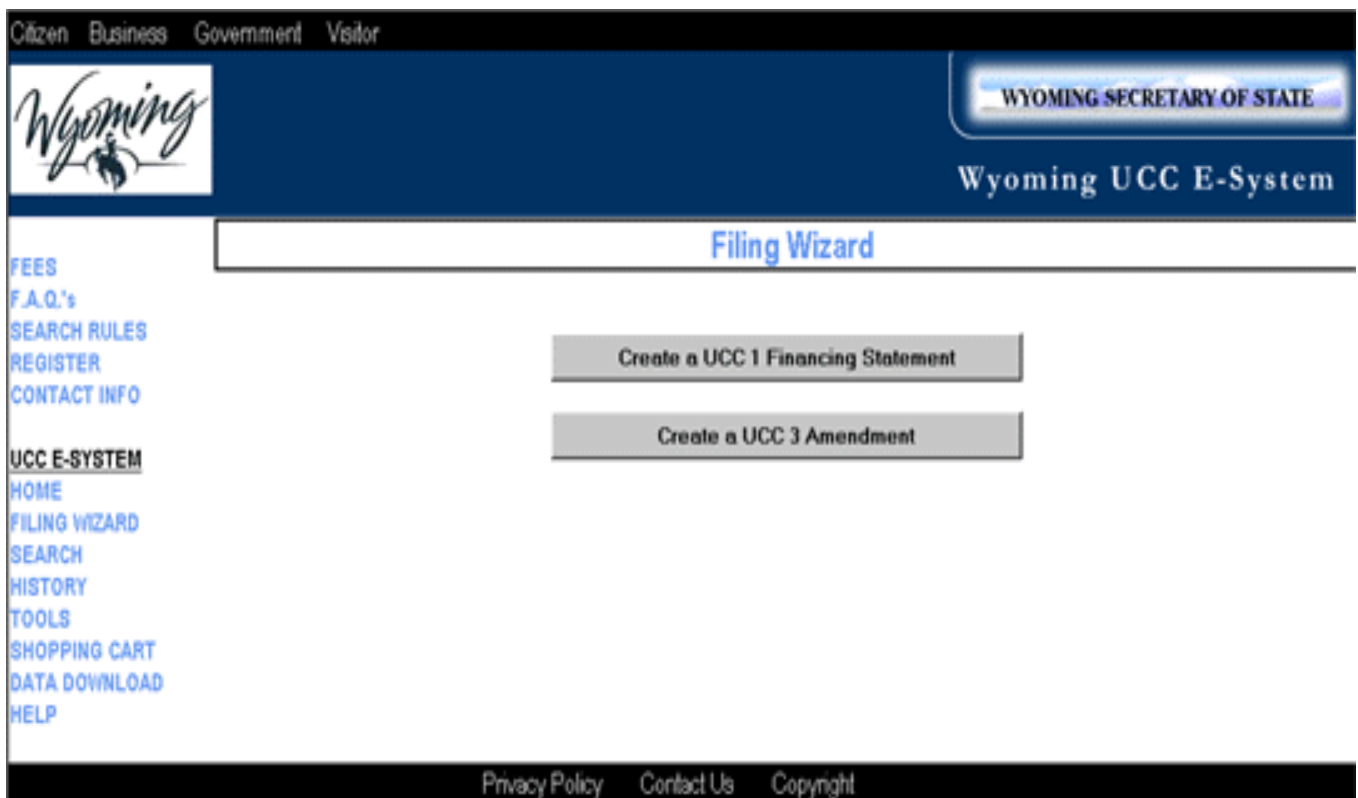 Citizen Business Government Visitor
Wyoming
WYOMING SECRETARY OF STATE
Wyoming UCC E-System
Filing Wizard
FEES
F.A.Q.'s
SEARCH RULES
REGISTER
CONTACT INFO
UCC E-SYSTEM
HOME
FILING WIZARD
SEARCH
HISTORY
TOOLS
SHOPPING CART
DATA DOWNLOAD
HELP
Create a UCC 1 Financing Statement
Create a UCC 3 Amendment
Privacy Policy Contact Us Copyright